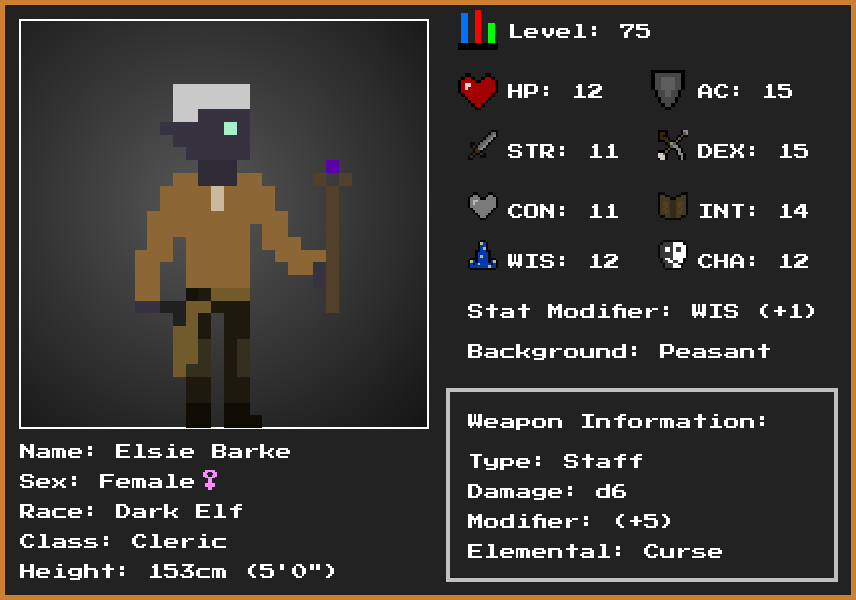 Level: 75
HP: 12 AC: 15
STR: 11 DEX: 15
CON: 11 INT: 14
WIS: 12 CHA: 12
Stat Modifier: WIS (+1)
Background: Peasant
Weapon Information:
Type: Staff
Damage: d6
Modifier: (+5)
Elemental: Curse
Name: Elsie Barke
Sex: Female♀
Race: Dark Elf
Class: Cleric
Height: 153cm (5'0")